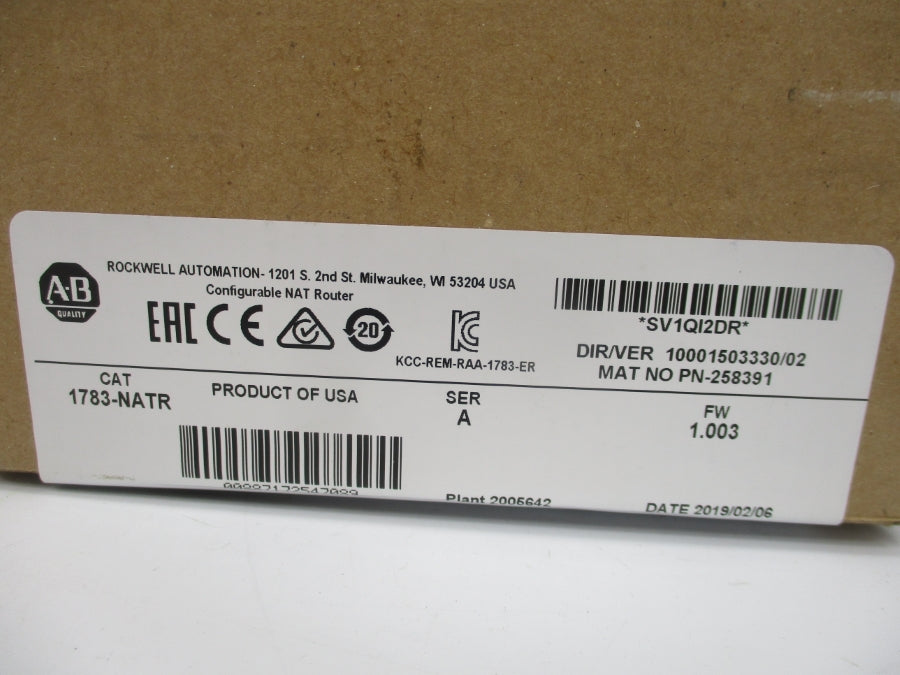 A-B
QUALITY
ROCKWELL AUTOMATION- 1201 S. 2nd St. Milwaukee, WI 53204 USA
Configurable NAT Router
EAC CE 20
KCC-REM-RAA-1783-ER
*SV1QI2DR*
DIR/VER 10001503330/02
MAT NO PN-258391
CAT
1783-NATR
PRODUCT OF USA
SER
A
FW
1.003
Plant 2005642
DATE 2019/02/06